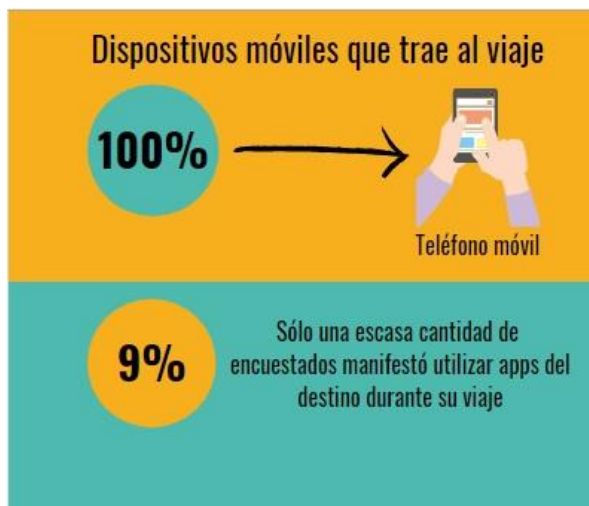 Dispositivos móviles que trae al viaje
100%
Teléfono móvil
9%
Sólo una escasa cantidad de
encuestados manifestó utilizar apps del
destino durante su viaje